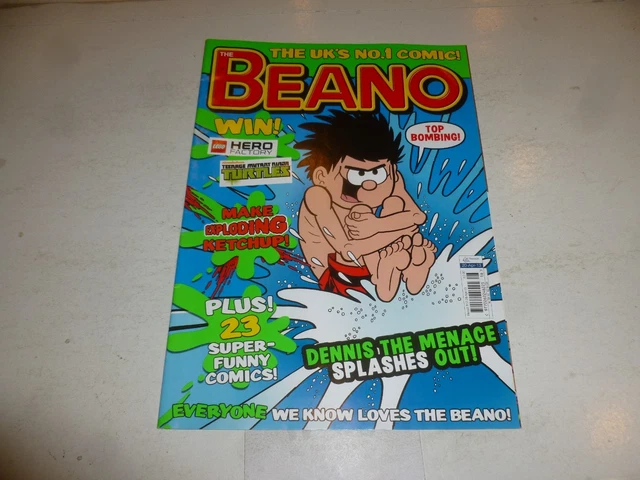 THE UK'S NO.1 COMIC!
THE
BEANO
WIN!
LEGO HERO
FACTORY
TEENAGE MUTANT NINJA
TURTLES
TOP
BOMBING!
MAKE
EXPLODING
KETCHUP!
PLUS!
23
SUPER-
FUNNY
COMICS!
DENNIS THE MENACE
SPLASHES OUT!
EVERYONE WE KNOW LOVES THE BEANO!